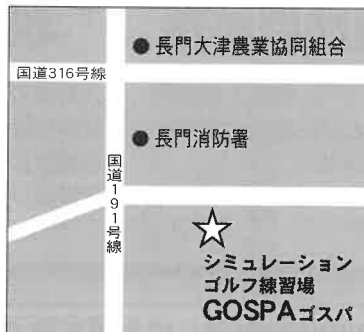 長門大津農業協同組合
国道316号線
長門消防署
国道191号線
シミュレーション
ゴルフ練習場
GOSPAゴスパ